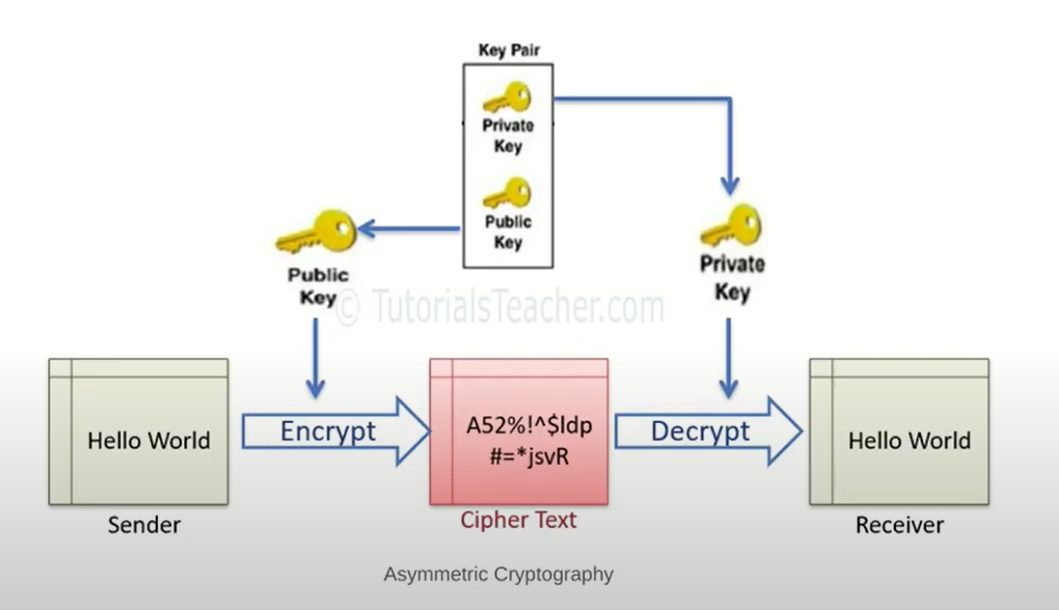 Key Pair
Private
Key
Public
Key
Public
Key
Private
Key
© TutorialsTeacher.com
Hello World
Encrypt
A52%!^$ldp
#=*jsvR
Decrypt
Hello World
Sender
Cipher Text
Receiver
Asymmetric Cryptography